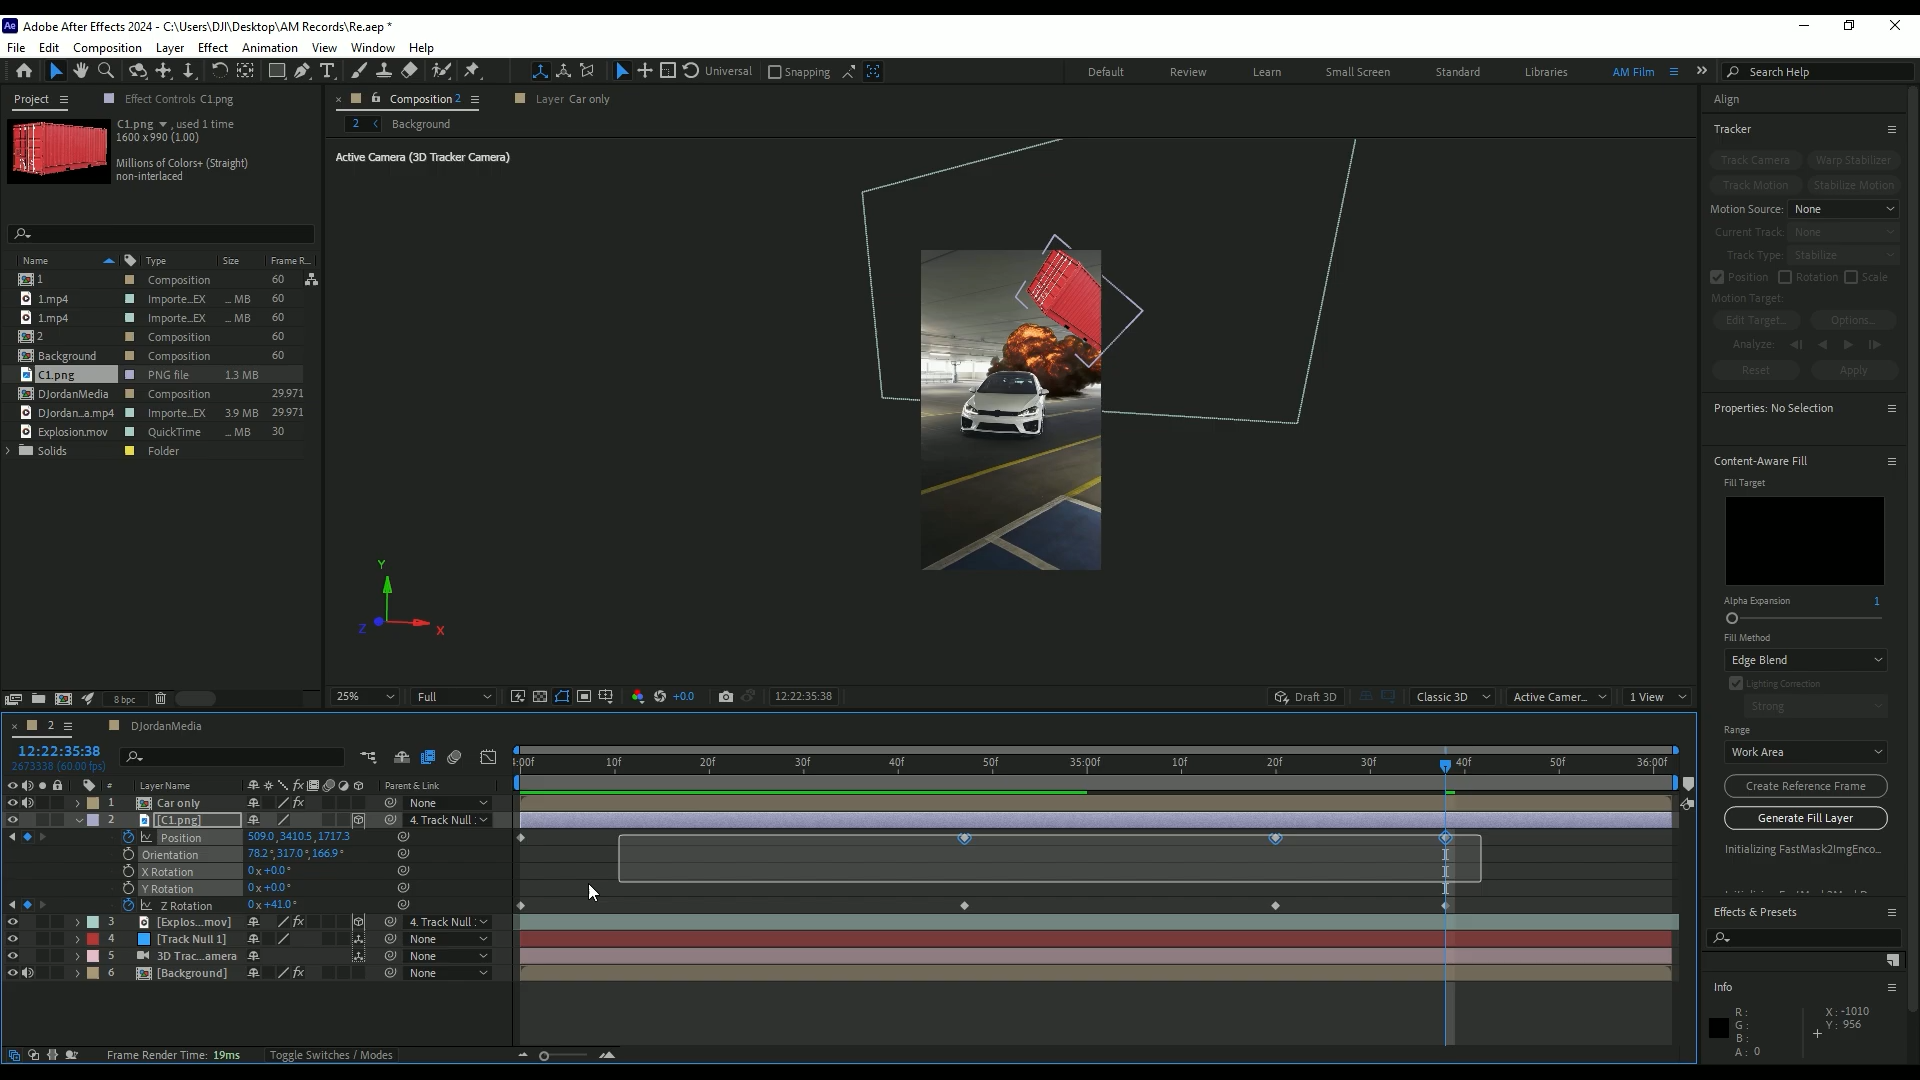 Ae Adobe After Effects 2024 - C:\Users\DJI\Desktop\AM Records\Re.aep *
File Edit Composition Layer Effect Animation View Window Help
Universal Snapping Default Review Learn Small Screen Standard Libraries AM Film Search Help
Project Effect Controls C1.png
Composition 2 Layer Car only
2 Background
C1.png , used 1 time
1600 x 990 (1.00)
Millions of Colors+ (Straight)
non-interlaced
Active Camera (3D Tracker Camera)
Name Type Size Frame R...
1 Composition 60
1.mp4 Importe...EX ... MB 60
1.mp4 Importe...EX ... MB 60
2 Composition 60
Background Composition 60
C1.png PNG file 1.3 MB
DJordanMedia Composition 29.971
DJordan...a.mp4 Importe...EX 3.9 MB 29.971
Explosion.mov QuickTime ... MB 30
Solids Folder
Y
Z
X
8 bpc
25% Full +0.0 12:22:35:38 Draft 3D Classic 3D Active Camer... 1 View
Align
Tracker
Track Camera Warp Stabilizer
Track Motion Stabilize Motion
Motion Source: None
Current Track: None
Track Type: Stabilize
Position Rotation Scale
Motion Target:
Edit Target... Options...
Analyze:
Reset Apply
Properties: No Selection
Content-Aware Fill
Fill Target
Alpha Expansion 1
Fill Method
Edge Blend
Lighting Correction
Strong
Range
Work Area
Create Reference Frame
Generate Fill Layer
Initializing FastMask2ImgEnco...
Effects & Presets
Info
R: X: -1010
G: Y: 956
B:
A: 0
2 DJordanMedia
12:22:35:38
2673338 (60.00 fps)
4:00f 10f 20f 30f 40f 50f 35:00f 10f 20f 30f 40f 50f 36:00f
# Layer Name Parent & Link
1 Car only None
2 [C1.png] 4. Track Null
Position 509.0,3410.5,1717.3
Orientation 78.2°,317.0°,166.9°
X Rotation 0x+0.0°
Y Rotation 0x+0.0°
Z Rotation 0x+41.0°
3 [Explos...mov] 4. Track Null
4 [Track Null 1] None
5 3D Trac...amera None
6 [Background] None
Frame Render Time: 19ms Toggle Switches / Modes